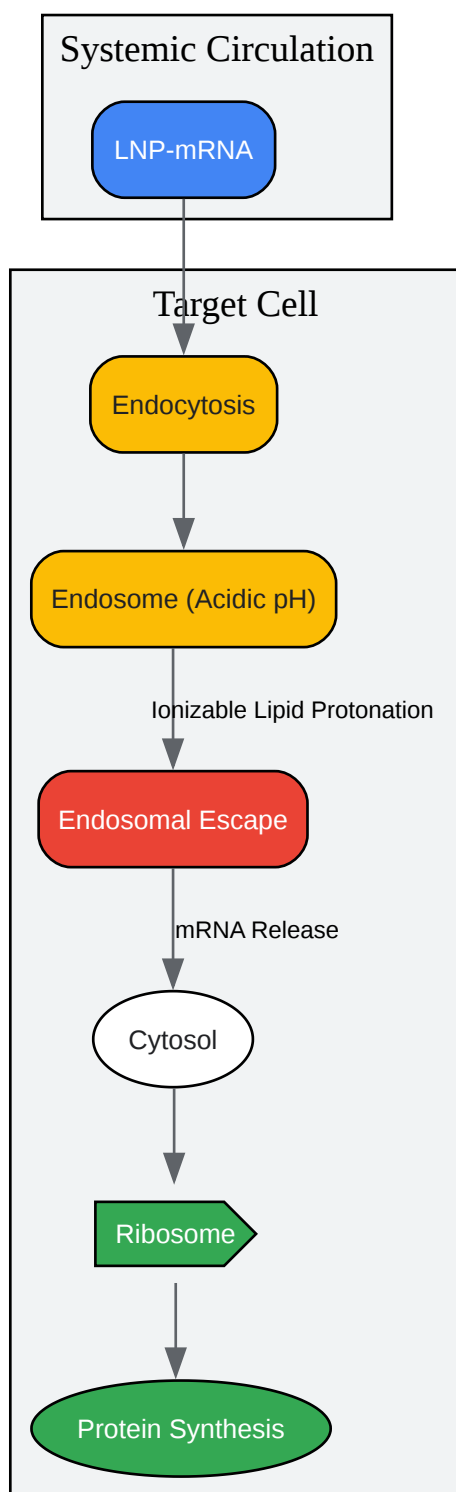 Systemic Circulation
LNP-mRNA
Target Cell
Endocytosis
Endosome (Acidic pH)
Ionizable Lipid Protonation
Endosomal Escape
mRNA Release
Cytosol
Ribosome
Protein Synthesis